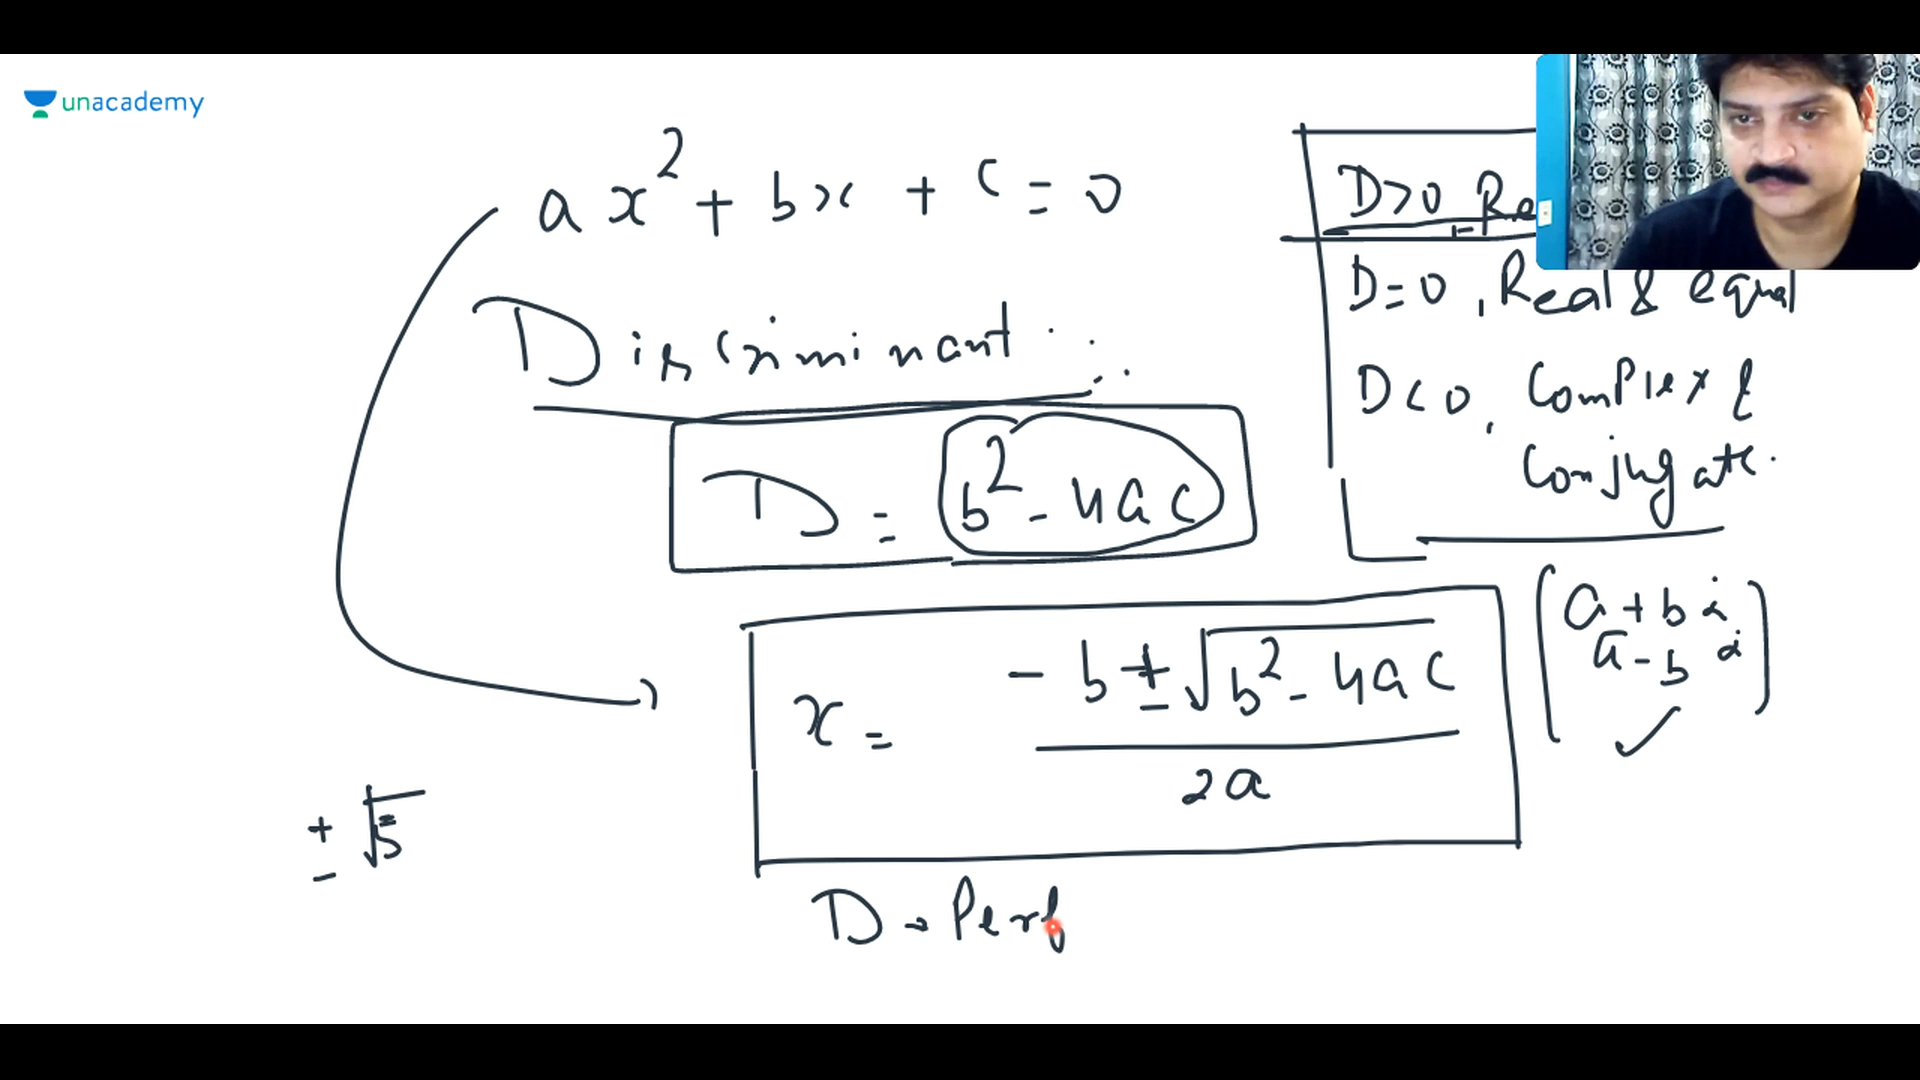 unacademy
ax² + bx + c = 0
Discriminant
D = b² - 4ac
D>0, Re
D=0, Real & equal
D<0, Complex &
Conjugate.
x = (-b ± √(b² - 4ac)) / 2a
a + bi
a - bi
± √5
D → Perf